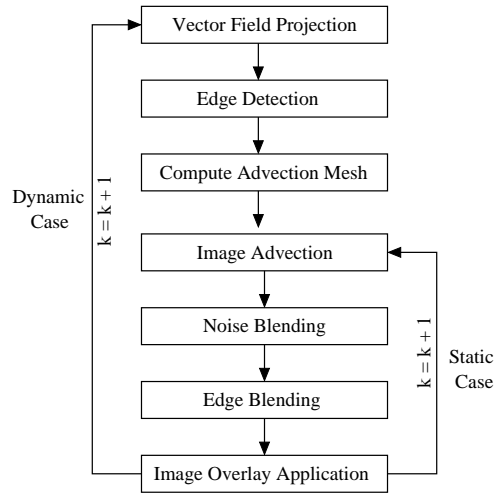 Vector Field Projection
Edge Detection
Compute Advection Mesh
Dynamic
Case
k = k + 1
Image Advection
Noise Blending
k = k + 1
Static
Case
Edge Blending
Image Overlay Application